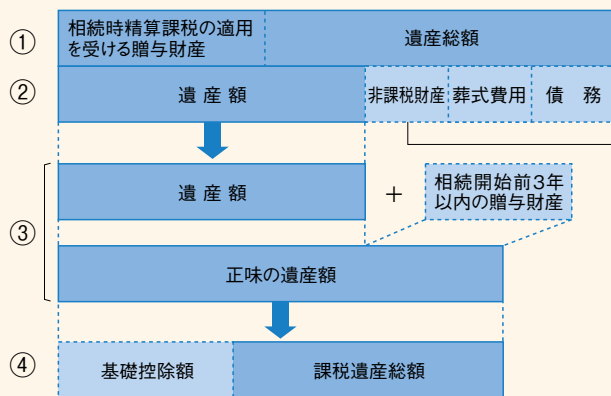 ①
相続時精算課税の適用
を受ける贈与財産
遺産総額
②
遺産額
非課税財産
葬式費用
債務
③
遺産額
+
相続開始前3年
以内の贈与財産
正味の遺産額
④
基礎控除額
課税遺産総額